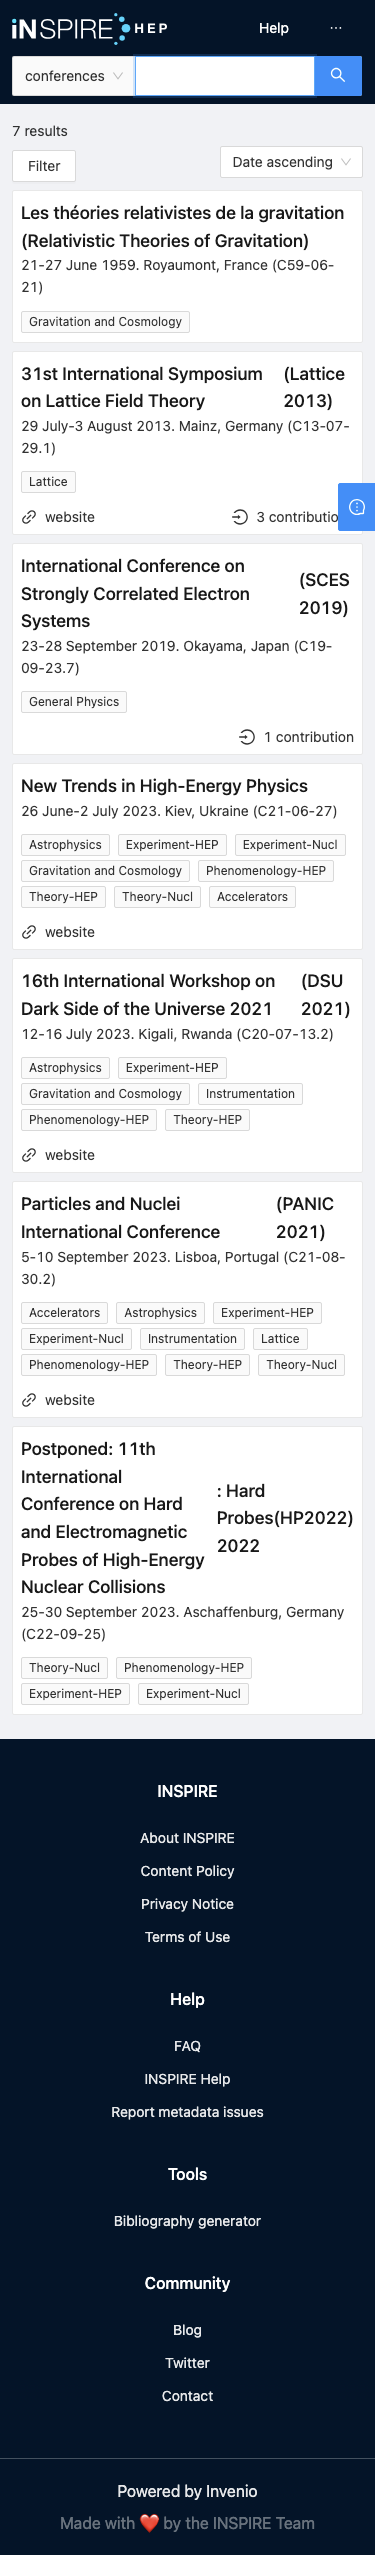 iNSPIRE HEP
Help
···
conferences
7 results
Filter
Date ascending
Les théories relativistes de la gravitation
(Relativistic Theories of Gravitation)
21-27 June 1959. Royaumont, France (C59-06-
21)
Gravitation and Cosmology
31st International Symposium
on Lattice Field Theory
(Lattice
2013)
29 July-3 August 2013. Mainz, Germany (C13-07-
29.1)
Lattice
website
3 contributio
International Conference on
Strongly Correlated Electron
Systems
(SCES
2019)
23-28 September 2019. Okayama, Japan (C19-
09-23.7)
General Physics
1 contribution
New Trends in High-Energy Physics
26 June-2 July 2023. Kiev, Ukraine (C21-06-27)
Astrophysics Experiment-HEP Experiment-Nucl
Gravitation and Cosmology Phenomenology-HEP
Theory-HEP Theory-Nucl Accelerators
website
16th International Workshop on
Dark Side of the Universe 2021
(DSU
2021)
12-16 July 2023. Kigali, Rwanda (C20-07-13.2)
Astrophysics Experiment-HEP
Gravitation and Cosmology Instrumentation
Phenomenology-HEP Theory-HEP
website
Particles and Nuclei
International Conference
(PANIC
2021)
5-10 September 2023. Lisboa, Portugal (C21-08-
30.2)
Accelerators Astrophysics Experiment-HEP
Experiment-Nucl Instrumentation Lattice
Phenomenology-HEP Theory-HEP Theory-Nucl
website
Postponed: 11th
International
Conference on Hard
and Electromagnetic
Probes of High-Energy
Nuclear Collisions
: Hard
Probes(HP2022)
2022
25-30 September 2023. Aschaffenburg, Germany
(C22-09-25)
Theory-Nucl Phenomenology-HEP
Experiment-HEP Experiment-Nucl
INSPIRE
About INSPIRE
Content Policy
Privacy Notice
Terms of Use
Help
FAQ
INSPIRE Help
Report metadata issues
Tools
Bibliography generator
Community
Blog
Twitter
Contact
Powered by Invenio
Made with ❤️ by the INSPIRE Team